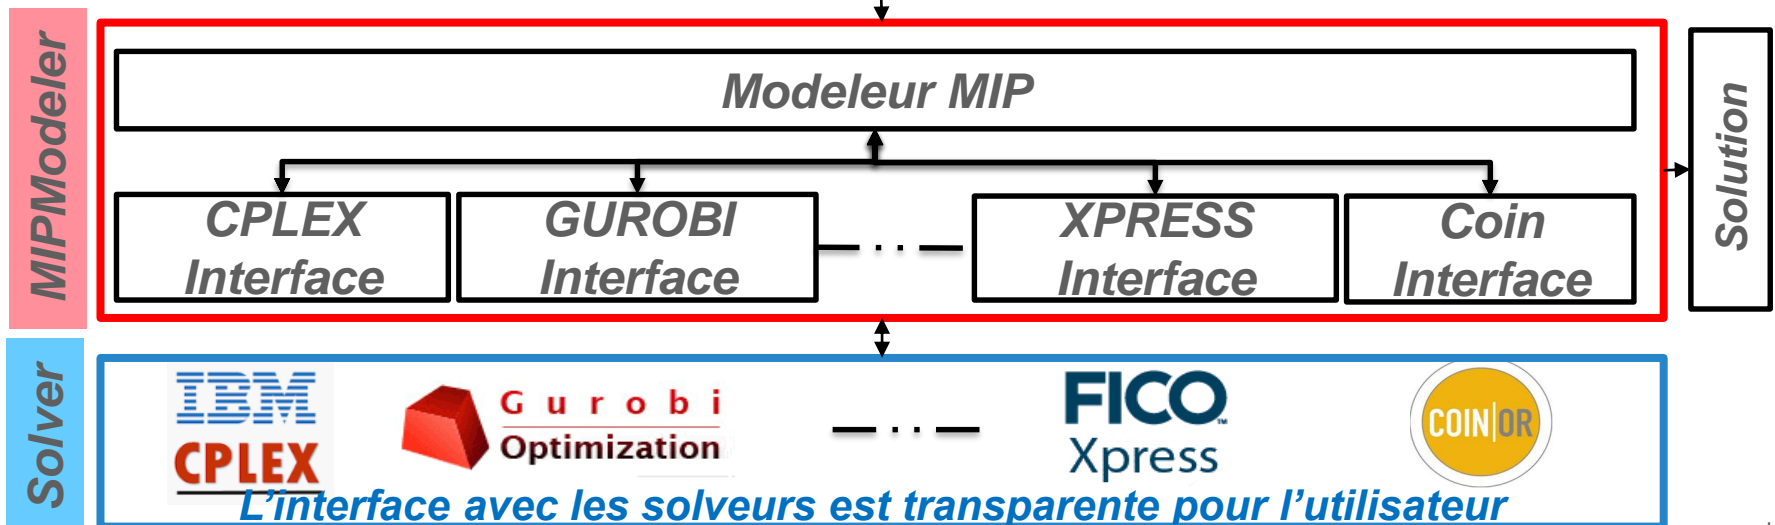 MIPModeler
Modeleur MIP
CPLEX
Interface
GUROBI
Interface
XPRESS
Interface
Coin
Interface
Solution
Solver
IBM
CPLEX
Gurobi
Optimization
FICO™
Xpress
COIN|OR
L’interface avec les solveurs est transparente pour l’utilisateur